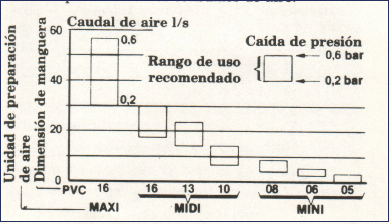 Caudal de aire l/s
60
0.6
Caída de presión
Rango de uso
recomendado
0,6 bar
0,2 bar
40
0,2
20
0
Unidad de preparación
de aire
Dimensión de manguera
PVC 16 16 13 10 08 06 05
MAXI MIDI MINI